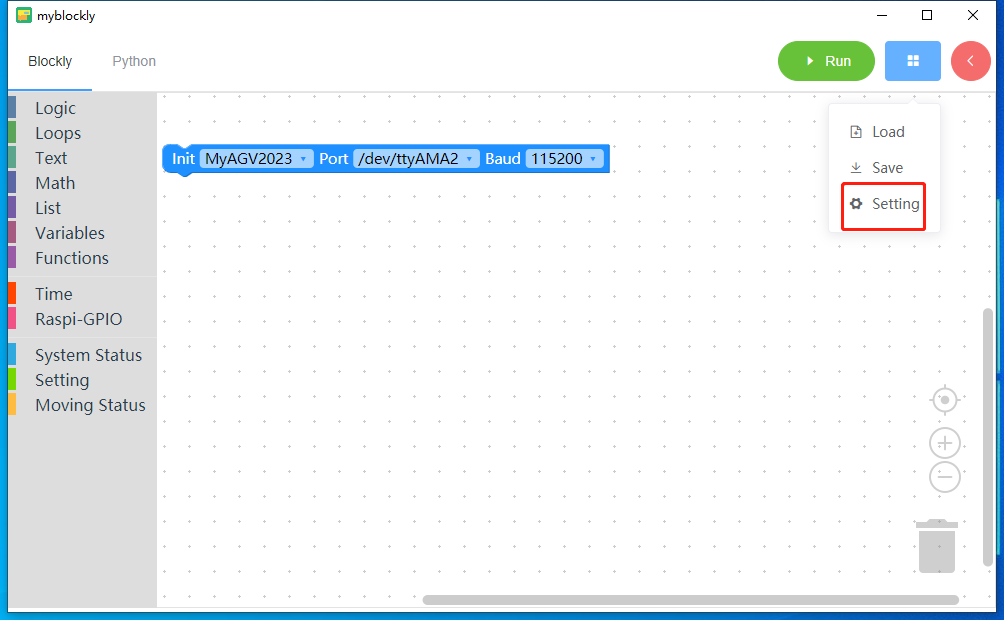 myblockly
Blockly
Python
Run
Load
Save
Setting
Logic
Loops
Text
Math
List
Variables
Functions
Time
Raspi-GPIO
System Status
Setting
Moving Status
Init MyAGV2023 Port /dev/ttyAMA2 Baud 115200